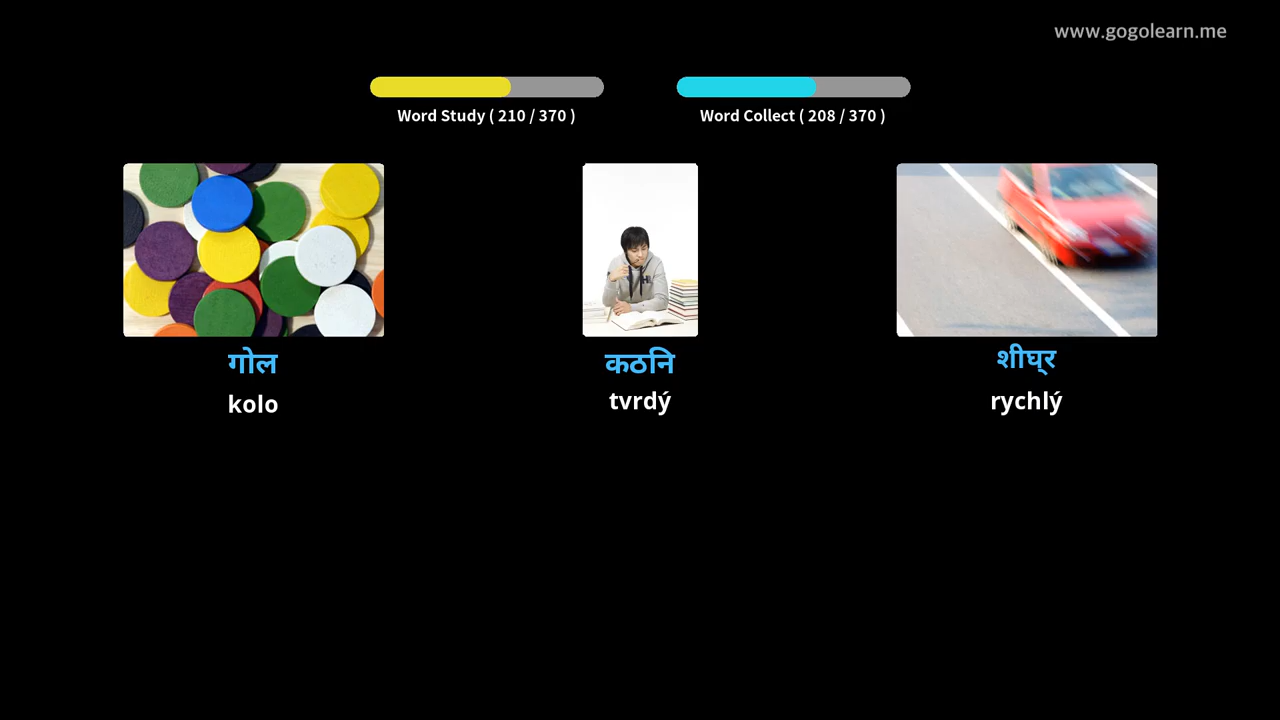 www.gogolearn.me
Word Study ( 210 / 370 )
Word Collect ( 208 / 370 )
गोल
कठनि
शीघ्र
kolo
tvrdý
rychlý